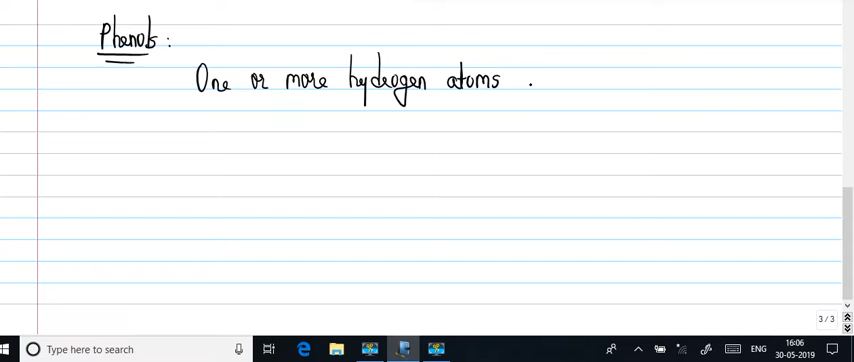 Phenols :
One or more hydrogen atoms .
3 / 3
Type here to search
ENG
16:06
30-05-2019